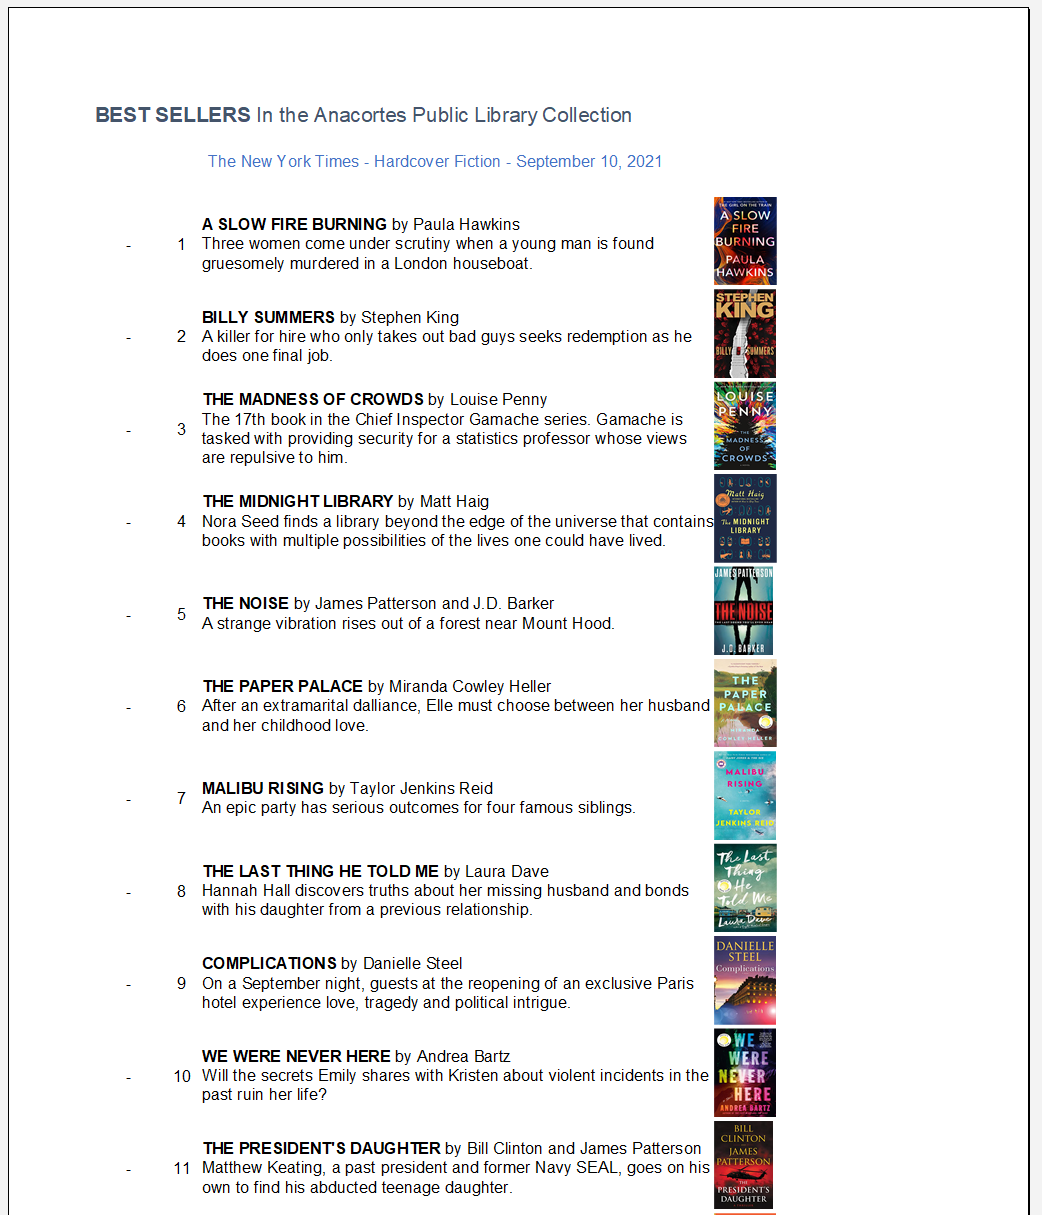 BEST SELLERS In the Anacortes Public Library Collection
The New York Times - Hardcover Fiction - September 10, 2021
A SLOW FIRE BURNING by Paula Hawkins
- 1 Three women come under scrutiny when a young man is found
gruesomely murdered in a London houseboat.
A SLOW
FIRE
BURNING
PAULA
HAWKINS
BILLY SUMMERS by Stephen King
- 2 A killer for hire who only takes out bad guys seeks redemption as he
does one final job.
STEPHEN
KING
BILLY SUMMERS
THE MADNESS OF CROWDS by Louise Penny
The 17th book in the Chief Inspector Gamache series. Gamache is
- 3 tasked with providing security for a statistics professor whose views
are repulsive to him.
LOUISE
PENNY
THE
MADNESS
OF
CROWDS
THE MIDNIGHT LIBRARY by Matt Haig
- 4 Nora Seed finds a library beyond the edge of the universe that contains
books with multiple possibilities of the lives one could have lived.
Matt Haig
The MIDNIGHT
LIBRARY
THE NOISE by James Patterson and J.D. Barker
- 5 A strange vibration rises out of a forest near Mount Hood.
JAMES PATTERSON
THE NOISE
J.D. BARKER
THE PAPER PALACE by Miranda Cowley Heller
- 6 After an extramarital dalliance, Elle must choose between her husband
and her childhood love.
THE
PAPER
PALACE
MIRANDA
COWLEY HELLER
MALIBU RISING by Taylor Jenkins Reid
- 7 An epic party has serious outcomes for four famous siblings.
MALIBU
RISING
TAYLOR
JENKINS REID
THE LAST THING HE TOLD ME by Laura Dave
- 8 Hannah Hall discovers truths about her missing husband and bonds
with his daughter from a previous relationship.
The Last
Thing
He
Told Me
Laura Dave
COMPLICATIONS by Danielle Steel
- 9 On a September night, guests at the reopening of an exclusive Paris
hotel experience love, tragedy and political intrigue.
DANIELLE
STEEL
Complications
WE WERE NEVER HERE by Andrea Bartz
- 10 Will the secrets Emily shares with Kristen about violent incidents in the
past ruin her life?
WE
WERE
NEVER
HERE
ANDREA BARTZ
THE PRESIDENT'S DAUGHTER by Bill Clinton and James Patterson
- 11 Matthew Keating, a past president and former Navy SEAL, goes on his
own to find his abducted teenage daughter.
BILL
CLINTON
JAMES
PATTERSON
THE
PRESIDENT'S
DAUGHTER